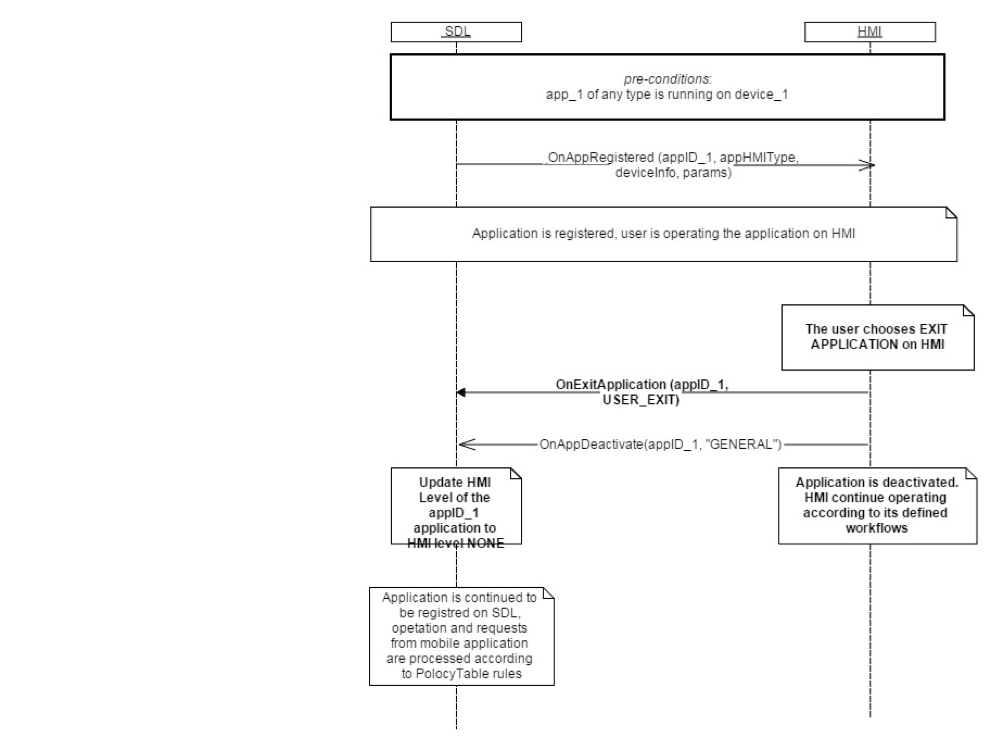 SDL
HMI
pre-conditions:
app_1 of any type is running on device_1
OnAppRegistered (appID_1, appHMIType,
deviceInfo, params)
Application is registered, user is operating the application on HMI
The user chooses EXIT
APPLICATION on HMI
OnExitApplication (appID_1,
USER_EXIT)
OnAppDeactivate(appID_1, "GENERAL")
Update HMI
Level of the
appID_1
application to
HMI level NONE
Application is deactivated.
HMI continue operating
according to its defined
workflows
Application is continued to
be registred on SDL,
opetation and requests
from mobile application
are processed according
to PolocyTable rules